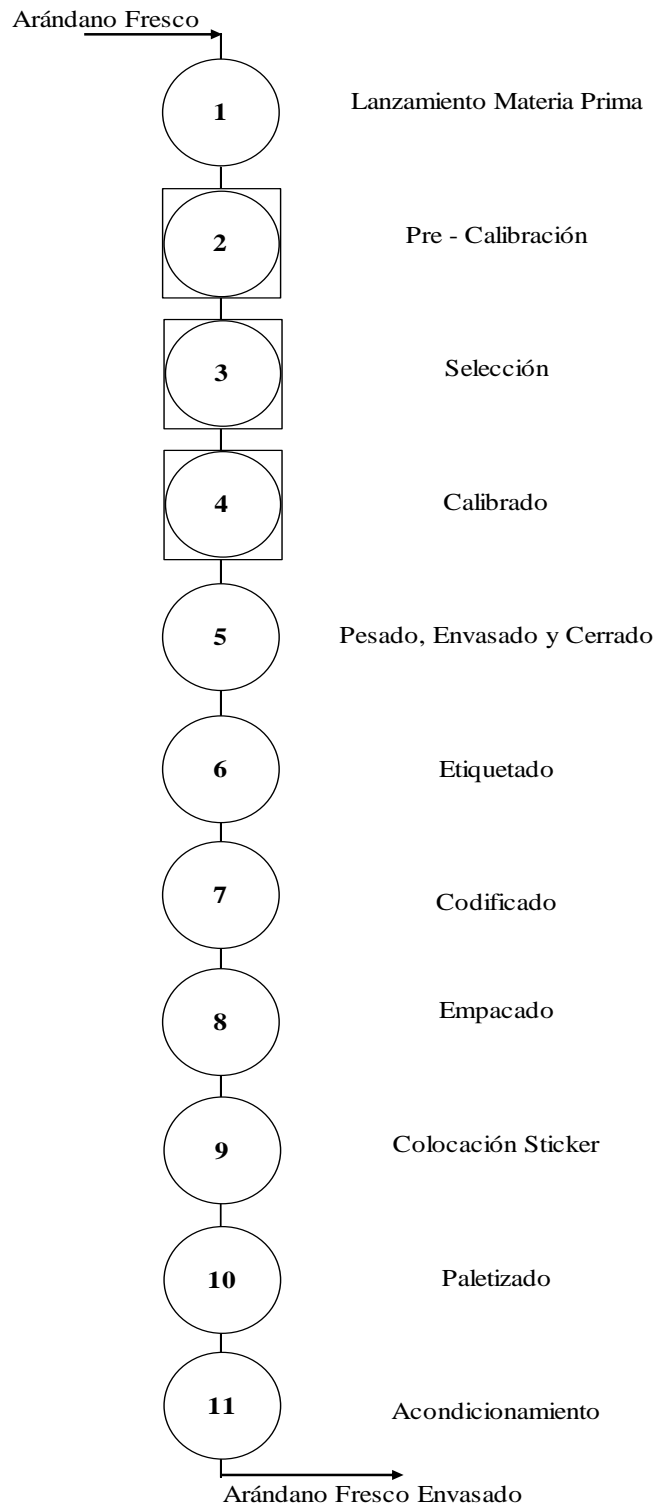 Arándano Fresco
1
Lanzamiento Materia Prima
2
Pre - Calibración
3
Selección
4
Calibrado
5
Pesado, Envasado y Cerrado
6
Etiquetado
7
Codificado
8
Empacado
9
Colocación Sticker
10
Paletizado
11
Acondicionamiento
Arándano Fresco Envasado